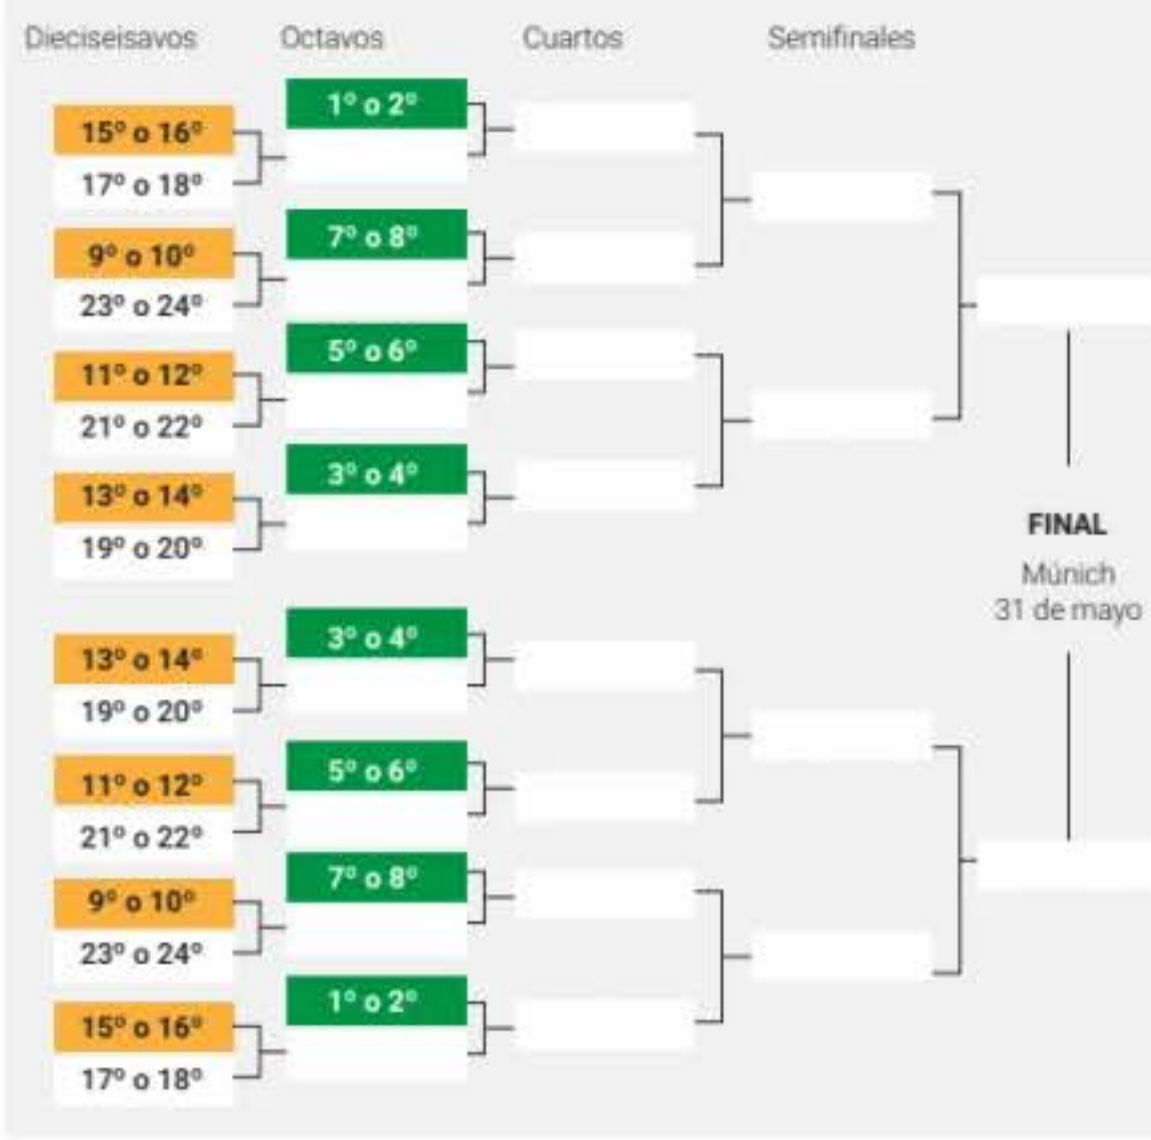 Dieciseisavos
Octavos
Cuartos
Semifinales
15º o 16º
17º o 18º
9º o 10º
23º o 24º
11º o 12º
21º o 22º
13º o 14º
19º o 20º
13º o 14º
19º o 20º
11º o 12º
21º o 22º
9º o 10º
23º o 24º
15º o 16º
17º o 18º
1º o 2º
7º o 8º
5º o 6º
3º o 4º
3º o 4º
5º o 6º
7º o 8º
1º o 2º
FINAL
Múnich
31 de mayo